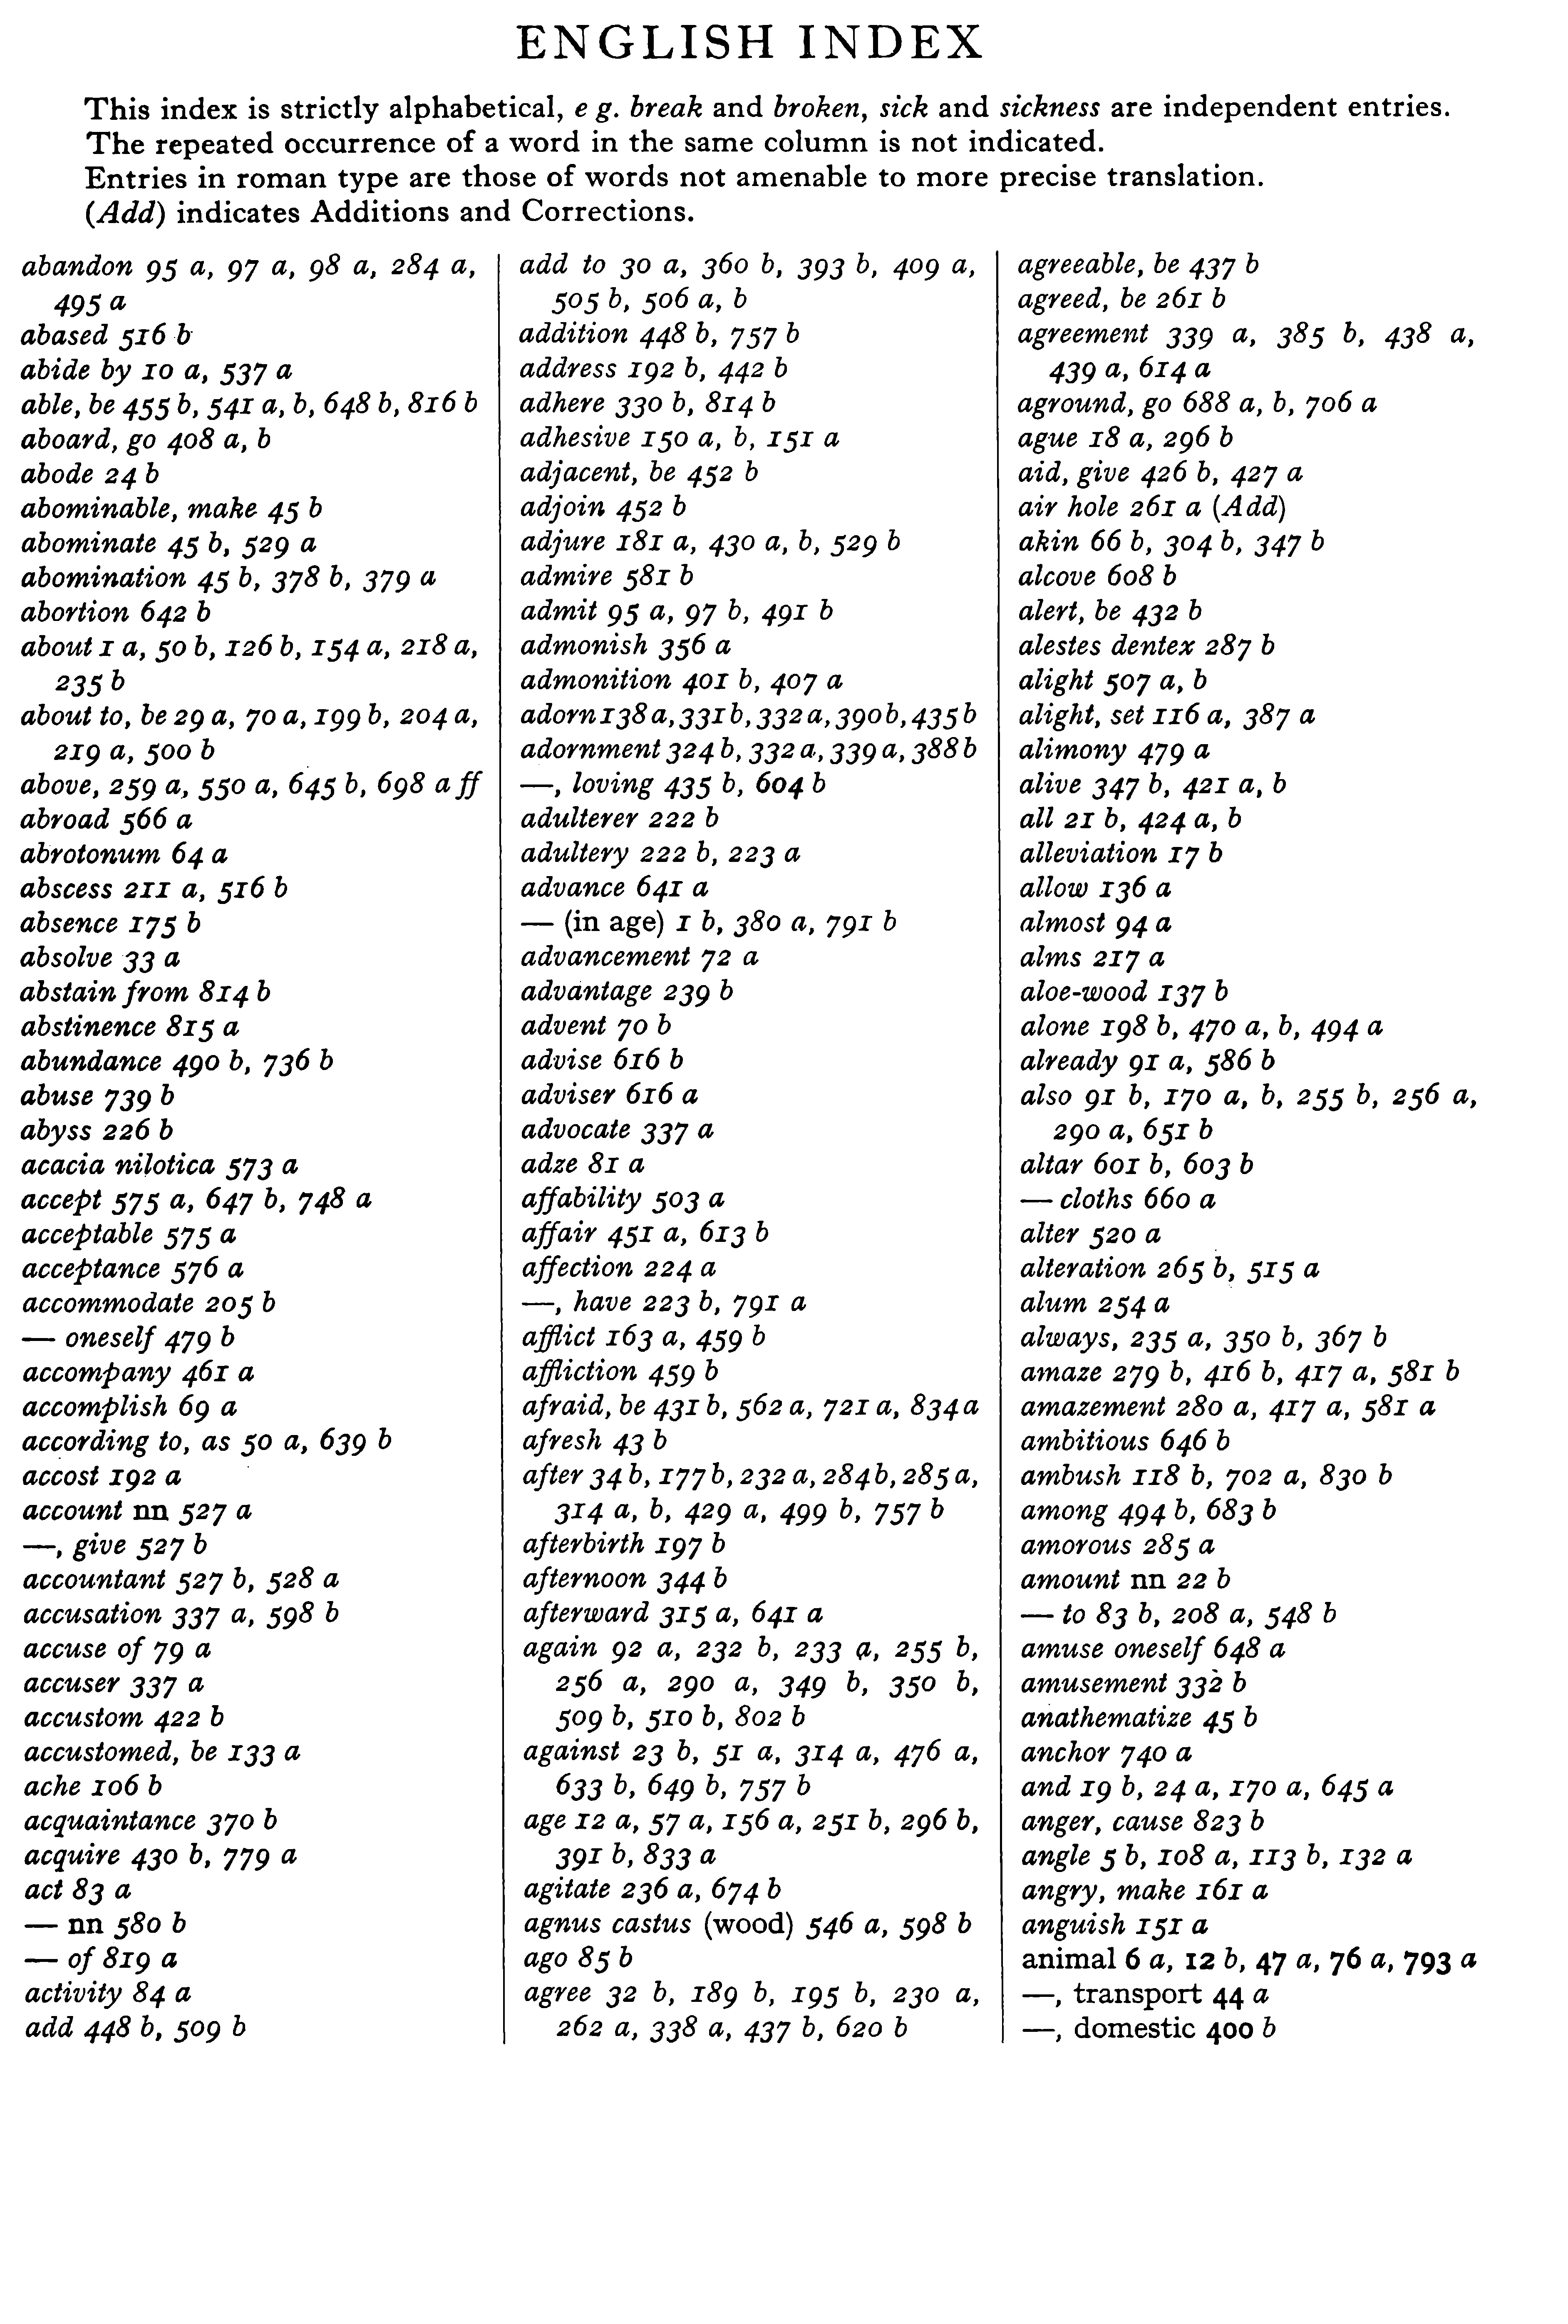 ENGLISH INDEX
This index is strictly alphabetical, e g. break and broken, sick and sickness are independent entries.
The repeated occurrence of a word in the same column is not indicated.
Entries in roman type are those of words not amenable to more precise translation.
(Add) indicates Additions and Corrections.
abandon 95 a, 97 a, 98 a, 284 a,
495 a
abased 516 b
abide by 10 a, 537 a
able, be 455 b, 541 a, b, 648 b, 816 b
aboard, go 408 a, b
abode 24 b
abominable, make 45 b
abominate 45 b, 529 a
abomination 45 b, 378 b, 379 a
abortion 642 b
about 1 a, 50 b, 126 b, 154 a, 218 a,
235 b
about to, be 29 a, 70 a, 199 b, 204 a,
219 a, 500 b
above, 259 a, 550 a, 645 b, 698 a ff
abroad 566 a
abrotonum 64 a
abscess 211 a, 516 b
absence 175 b
absolve 33 a
abstain from 814 b
abstinence 815 a
abundance 490 b, 736 b
abuse 739 b
abyss 226 b
acacia nilotica 573 a
accept 575 a, 647 b, 748 a
acceptable 575 a
acceptance 576 a
accommodate 205 b
— oneself 479 b
accompany 461 a
accomplish 69 a
according to, as 50 a, 639 b
accost 192 a
account nn 527 a
—, give 527 b
accountant 527 b, 528 a
accusation 337 a, 598 b
accuse of 79 a
accuser 337 a
accustom 422 b
accustomed, be 133 a
ache 106 b
acquaintance 370 b
acquire 430 b, 779 a
act 83 a
— nn 580 b
— of 819 a
activity 84 a
add 448 b, 509 b
add to 30 a, 360 b, 393 b, 409 a,
505 b, 506 a, b
addition 448 b, 757 b
address 192 b, 442 b
adhere 330 b, 814 b
adhesive 150 a, b, 151 a
adjacent, be 452 b
adjoin 452 b
adjure 181 a, 430 a, b, 529 b
admire 581 b
admit 95 a, 97 b, 491 b
admonish 356 a
admonition 401 b, 407 a
adorn 138 a, 331 b, 332 a, 390 b, 435 b
adornment 324 b, 332 a, 339 a, 388 b
—, loving 435 b, 604 b
adulterer 222 b
adultery 222 b, 223 a
advance 641 a
— (in age) 1 b, 380 a, 791 b
advancement 72 a
advantage 239 b
advent 70 b
advise 616 b
adviser 616 a
advocate 337 a
adze 81 a
affability 503 a
affair 451 a, 613 b
affection 224 a
—, have 223 b, 791 a
afflict 163 a, 459 b
affliction 459 b
afraid, be 431 b, 562 a, 721 a, 834 a
afresh 43 b
after 34 b, 177 b, 232 a, 284 b, 285 a,
314 a, b, 429 a, 499 b, 757 b
afterbirth 197 b
afternoon 344 b
afterward 315 a, 641 a
again 92 a, 232 b, 233 a, 255 b,
256 a, 290 a, 349 b, 350 b,
509 b, 510 b, 802 b
against 23 b, 51 a, 314 a, 476 a,
633 b, 649 b, 757 b
age 12 a, 57 a, 156 a, 251 b, 296 b,
391 b, 833 a
agitate 236 a, 674 b
agnus castus (wood) 546 a, 598 b
ago 85 b
agree 32 b, 189 b, 195 b, 230 a,
262 a, 338 a, 437 b, 620 b
agreeable, be 437 b
agreed, be 261 b
agreement 339 a, 385 b, 438 a,
439 a, 614 a
aground, go 688 a, b, 706 a
ague 18 a, 296 b
aid, give 426 b, 427 a
air hole 261 a (Add)
akin 66 b, 304 b, 347 b
alcove 608 b
alert, be 432 b
alestes dentex 287 b
alight 507 a, b
alight, set 116 a, 387 a
alimony 479 a
alive 347 b, 421 a, b
all 21 b, 424 a, b
alleviation 17 b
allow 136 a
almost 94 a
alms 217 a
aloe-wood 137 b
alone 198 b, 470 a, b, 494 a
already 91 a, 586 b
also 91 b, 170 a, b, 255 b, 256 a,
290 a, 651 b
altar 601 b, 603 b
— cloths 660 a
alter 520 a
alteration 265 b, 515 a
alum 254 a
always, 235 a, 350 b, 367 b
amaze 279 b, 416 b, 417 a, 581 b
amazement 280 a, 417 a, 581 a
ambitious 646 b
ambush 118 b, 702 a, 830 b
among 494 b, 683 b
amorous 285 a
amount nn 22 b
— to 83 b, 208 a, 548 b
amuse oneself 648 a
amusement 332 b
anathematize 45 b
anchor 740 a
and 19 b, 24 a, 170 a, 645 a
anger, cause 823 b
angle 5 b, 108 a, 113 b, 132 a
angry, make 161 a
anguish 151 a
animal 6 a, 12 b, 47 a, 76 a, 793 a
—, transport 44 a
—, domestic 400 b